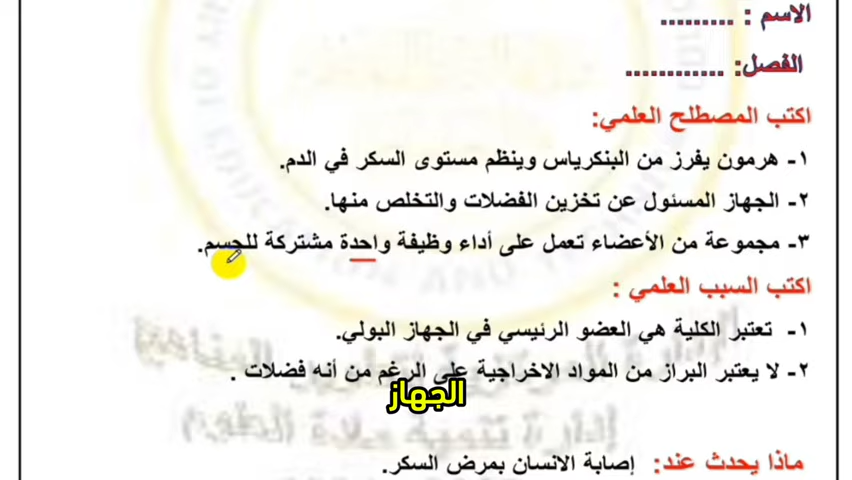 الاسم : .........
الفصل: ............
اكتب المصطلح العلمي:
١- هرمون يفرز من البنكرياس وينظم مستوى السكر في الدم.
٢- الجهاز المسئول عن تخزين الفضلات والتخلص منها.
٣- مجموعة من الأعضاء تعمل على أداء وظيفة واحدة مشتركة للجسم.
اكتب السبب العلمي :
١- تعتبر الكلية هي العضو الرئيسي في الجهاز البولي.
٢- لا يعتبر البراز من المواد الاخراجية على الرغم من أنه فضلات .
الجهاز
ماذا يحدث عند: إصابة الانسان بمرض السكر.